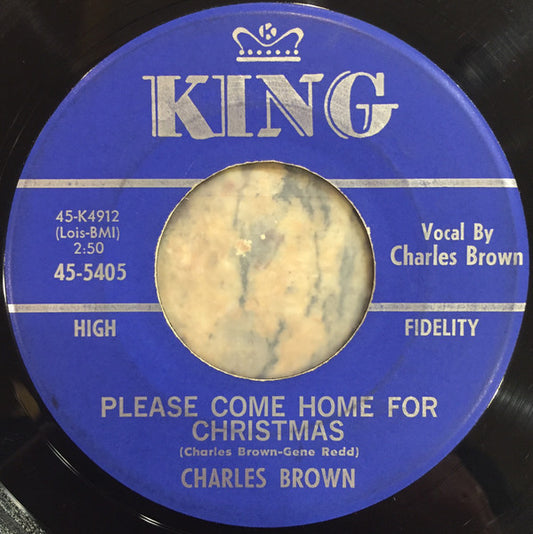 K
KING
45-K4912
(Lois-BMI)
2:50
45-5405
Vocal By
Charles Brown
HIGH
FIDELITY
PLEASE COME HOME FOR
CHRISTMAS
(Charles Brown-Gene Redd)
CHARLES BROWN